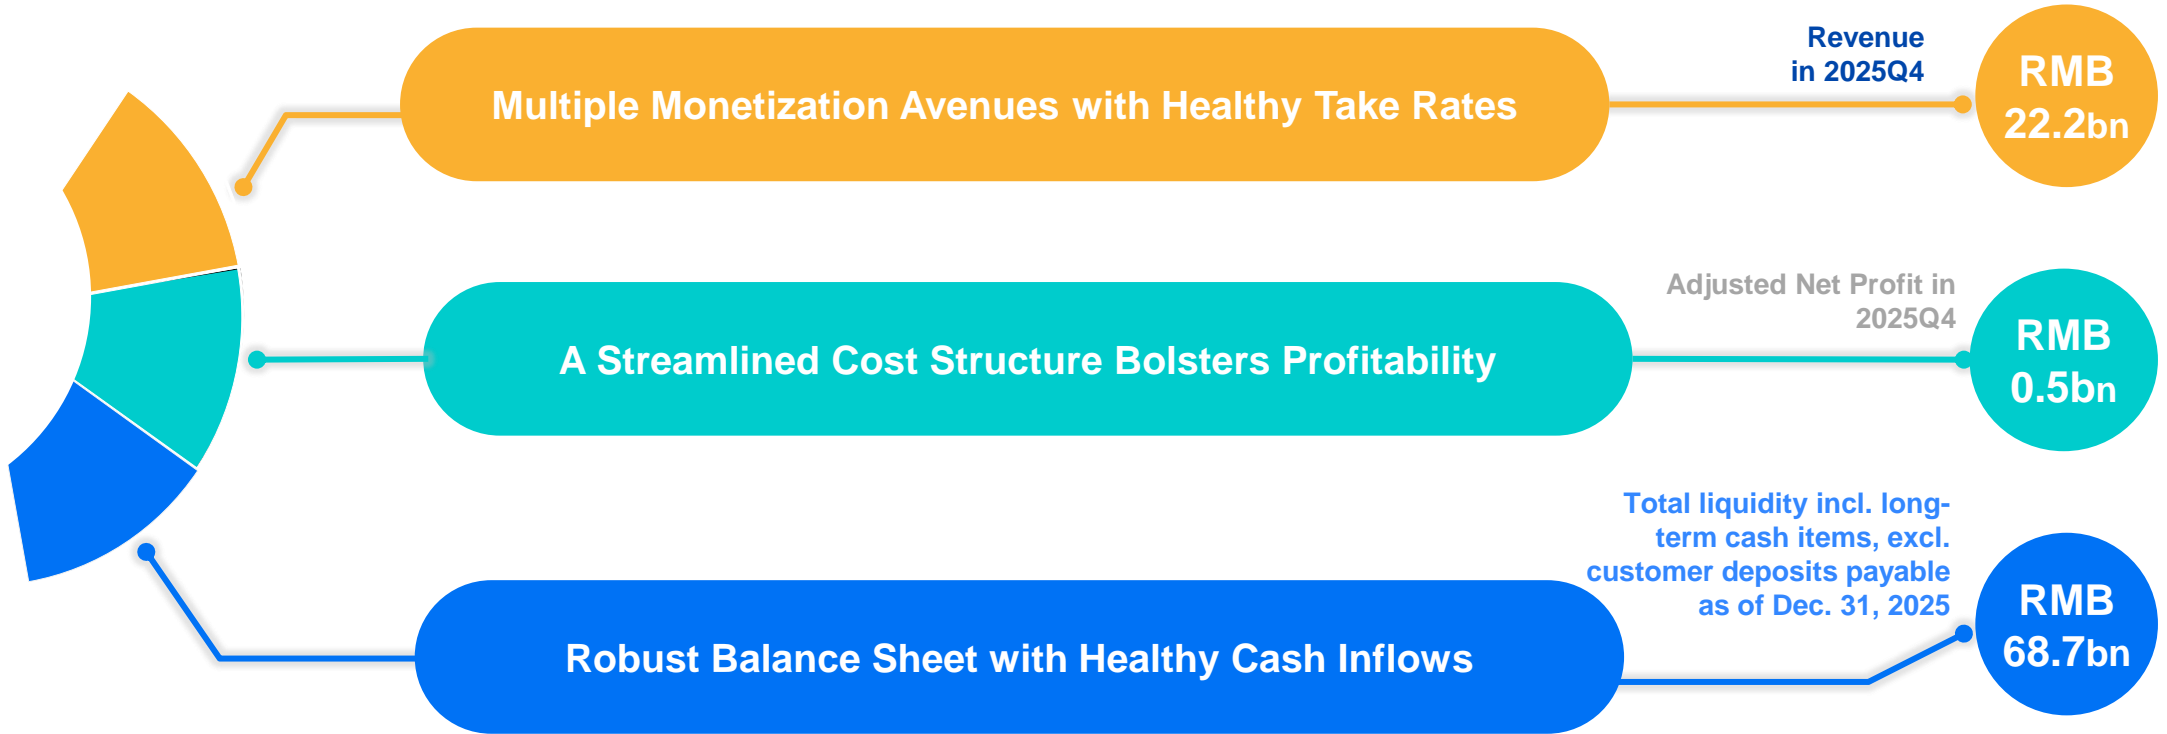 Multiple Monetization Avenues with Healthy Take Rates
Revenue
in 2025Q4
RMB
22.2bn
A Streamlined Cost Structure Bolsters Profitability
Adjusted Net Profit in
2025Q4
RMB
0.5bn
Robust Balance Sheet with Healthy Cash Inflows
Total liquidity incl. long-
term cash items, excl.
customer deposits payable
as of Dec. 31, 2025
RMB
68.7bn